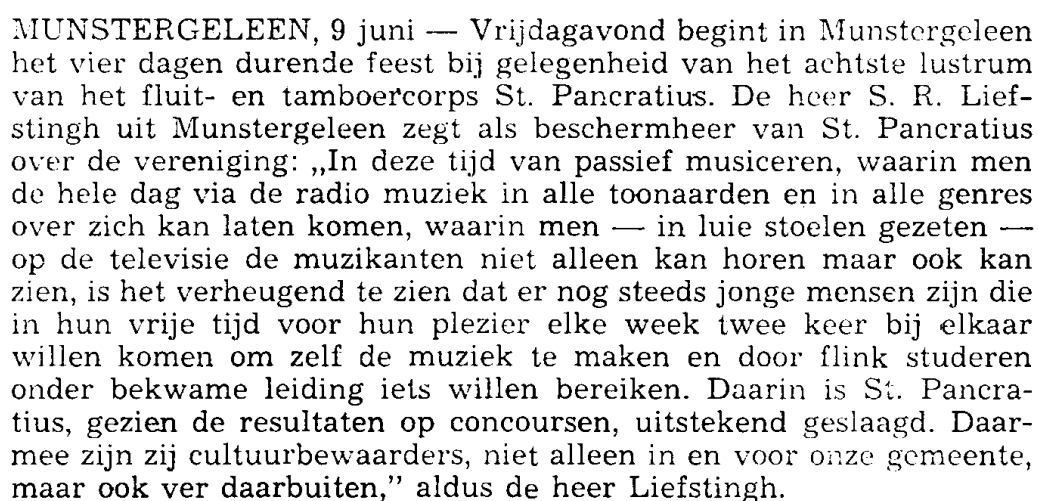 MUNSTERGELEEN, 9 juni — Vrijdagavond begint in Munstergeleen
het vier dagen durende feest bij gelegenheid van het achtste lustrum
van het fluit- en tamboercorps St. Pancratius. De heer S. R. Lief-
stingh uit Munstergeleen zegt als beschermheer van St. Pancratius
over de vereniging: „In deze tijd van passief musiceren, waarin men
de hele dag via de radio muziek in alle toonaarden en in alle genres
over zich kan laten komen, waarin men — in luie stoelen gezeten —
op de televisie de muzikanten niet alleen kan horen maar ook kan
zien, is het verheugend te zien dat er nog steeds jonge mensen zijn die
in hun vrije tijd voor hun plezier elke week twee keer bij elkaar
willen komen om zelf de muziek te maken en door flink studeren
onder bekwame leiding iets willen bereiken. Daarin is St. Pancra-
tius, gezien de resultaten op concoursen, uitstekend geslaagd. Daar-
mee zijn zij cultuurbewaarders, niet alleen in en voor onze gemeente,
maar ook ver daarbuiten,” aldus de heer Liefstingh.